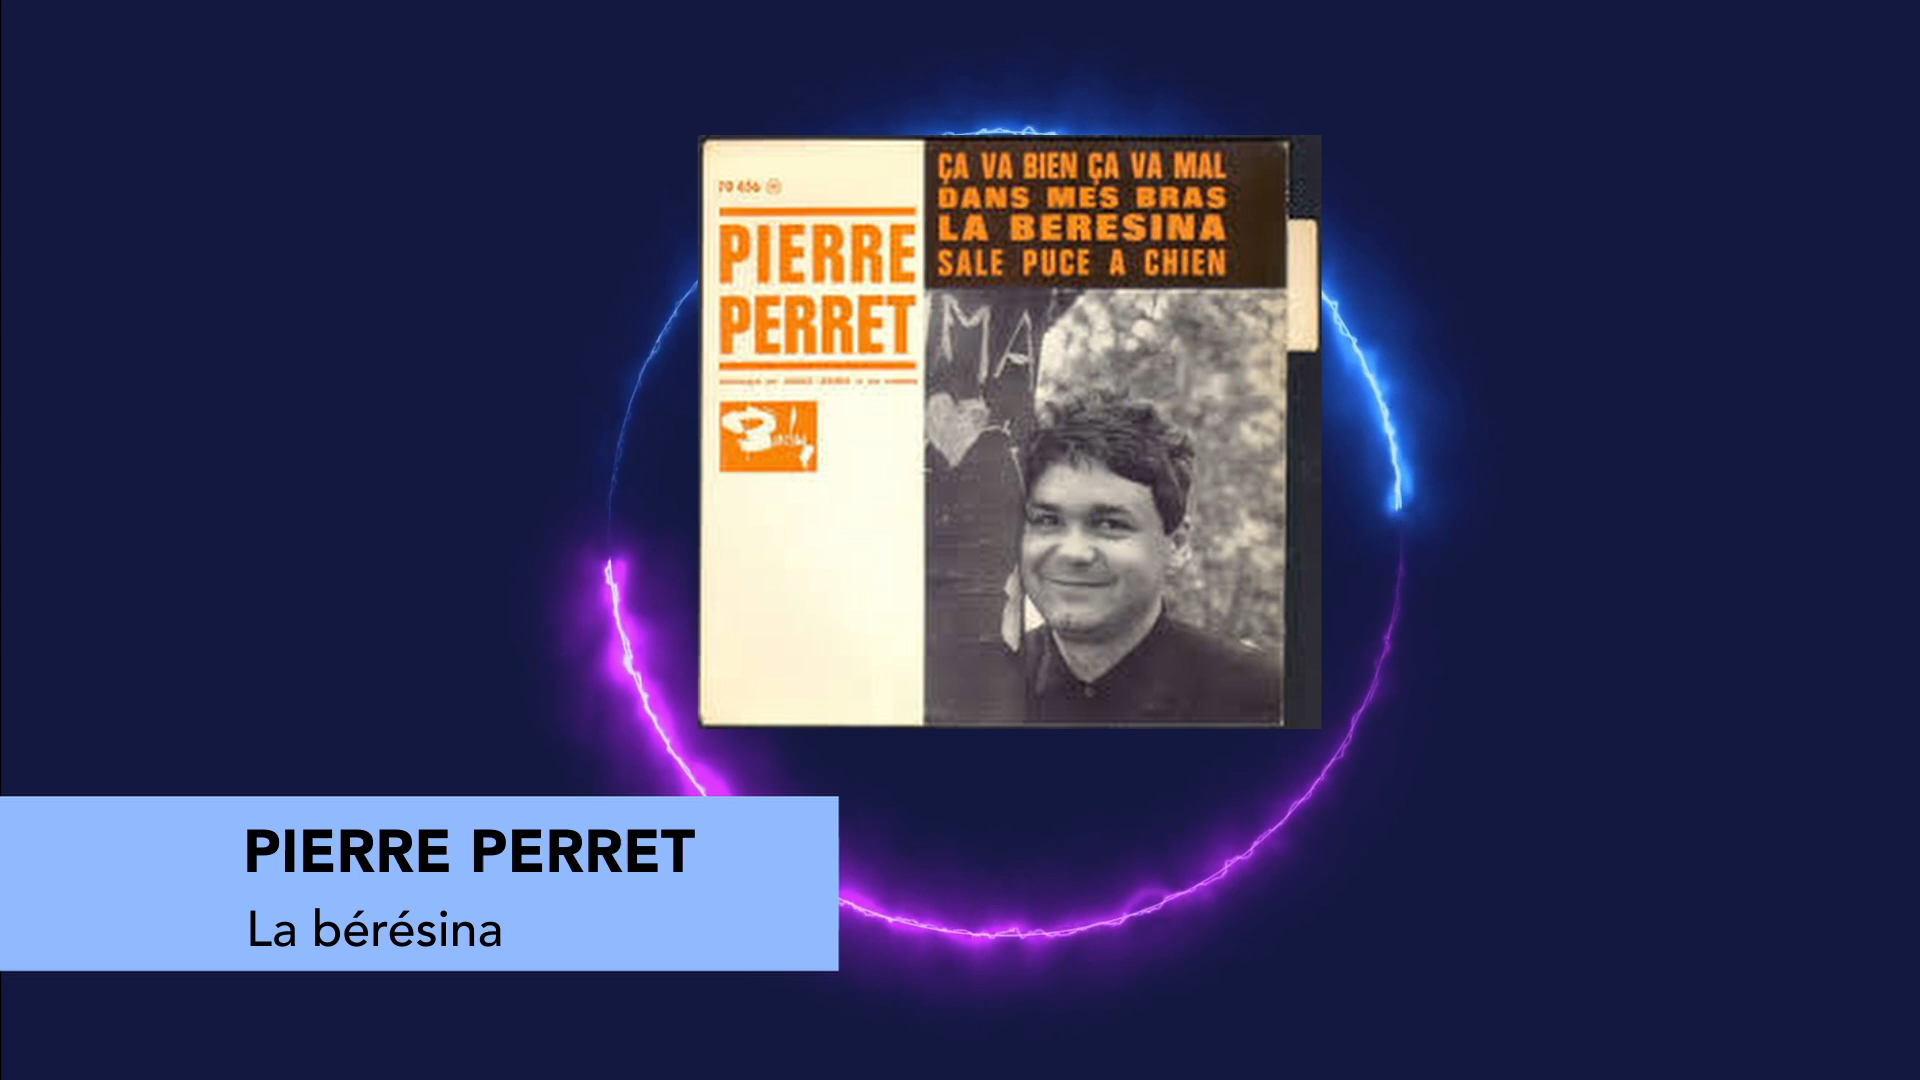 70 456
PIERRE
PERRET
Barclay
ÇA VA BIEN ÇA VA MAL
DANS MES BRAS
LA BERESINA
SALE PUCE A CHIEN
MA
PIERRE PERRET
La bérésina